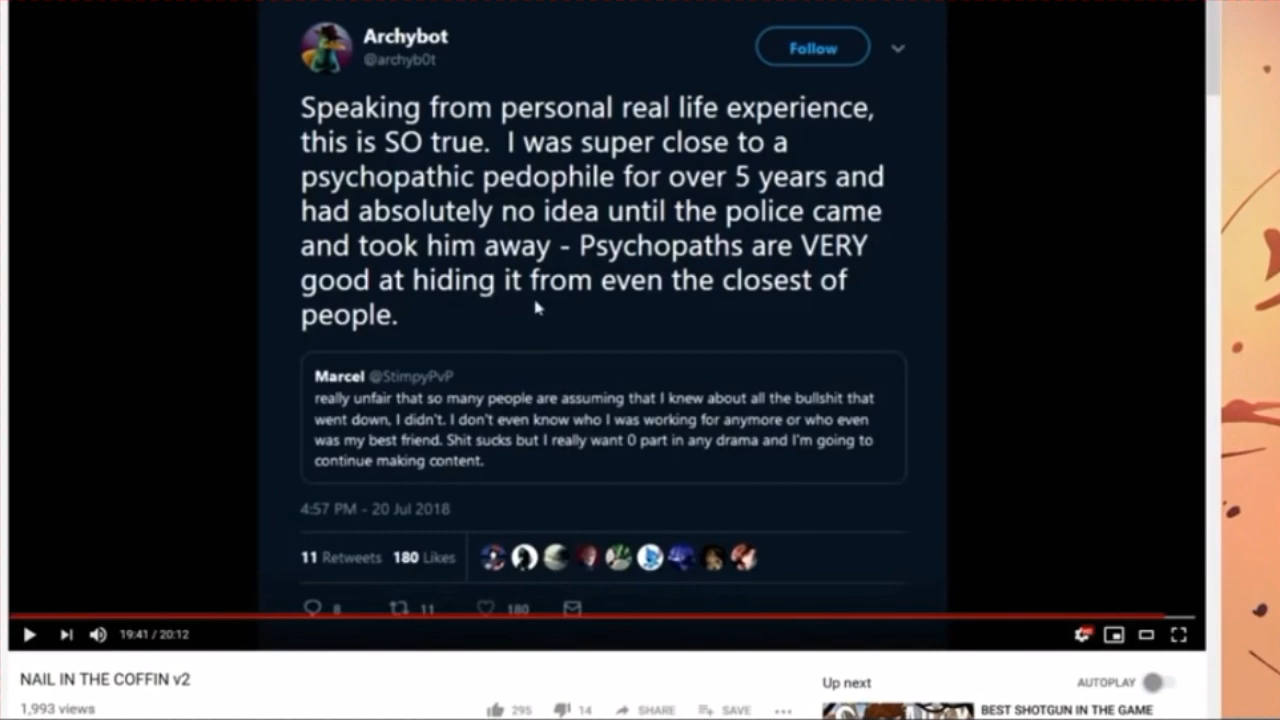 Archybot
@archyb0t
Follow
Speaking from personal real life experience,
this is SO true. I was super close to a
psychopathic pedophile for over 5 years and
had absolutely no idea until the police came
and took him away - Psychopaths are VERY
good at hiding it from even the closest of
people.
Marcel @StimpyPvP
really unfair that so many people are assuming that I knew about all the bullshit that
went down, I didn't. I don't even know who I was working for anymore or who even
was my best friend. Shit sucks but I really want 0 part in any drama and I'm going to
continue making content.
4:57 PM - 20 Jul 2018
11 Retweets 180 Likes
8 11 180
19:41 / 20:12
NAIL IN THE COFFIN v2
1,993 views
295 14 SHARE SAVE
Up next
AUTOPLAY
BEST SHOTGUN IN THE GAME